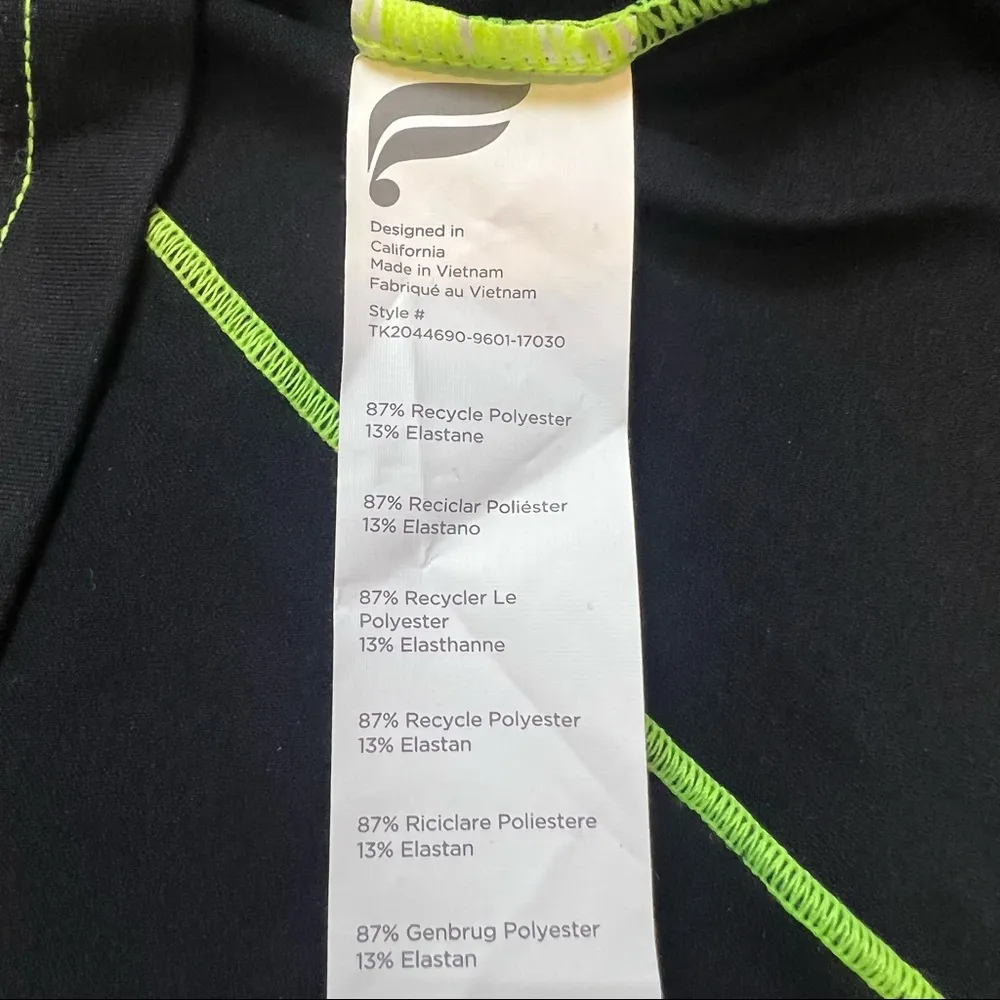 Designed in
California
Made in Vietnam
Fabriqué au Vietnam
Style #
TK2044690-9601-17030
87% Recycle Polyester
13% Elastane
87% Reciclar Poliéster
13% Elastano
87% Recycler Le
Polyester
13% Elasthanne
87% Recycle Polyester
13% Elastan
87% Riciclare Poliestere
13% Elastan
87% Genbrug Polyester
13% Elastan